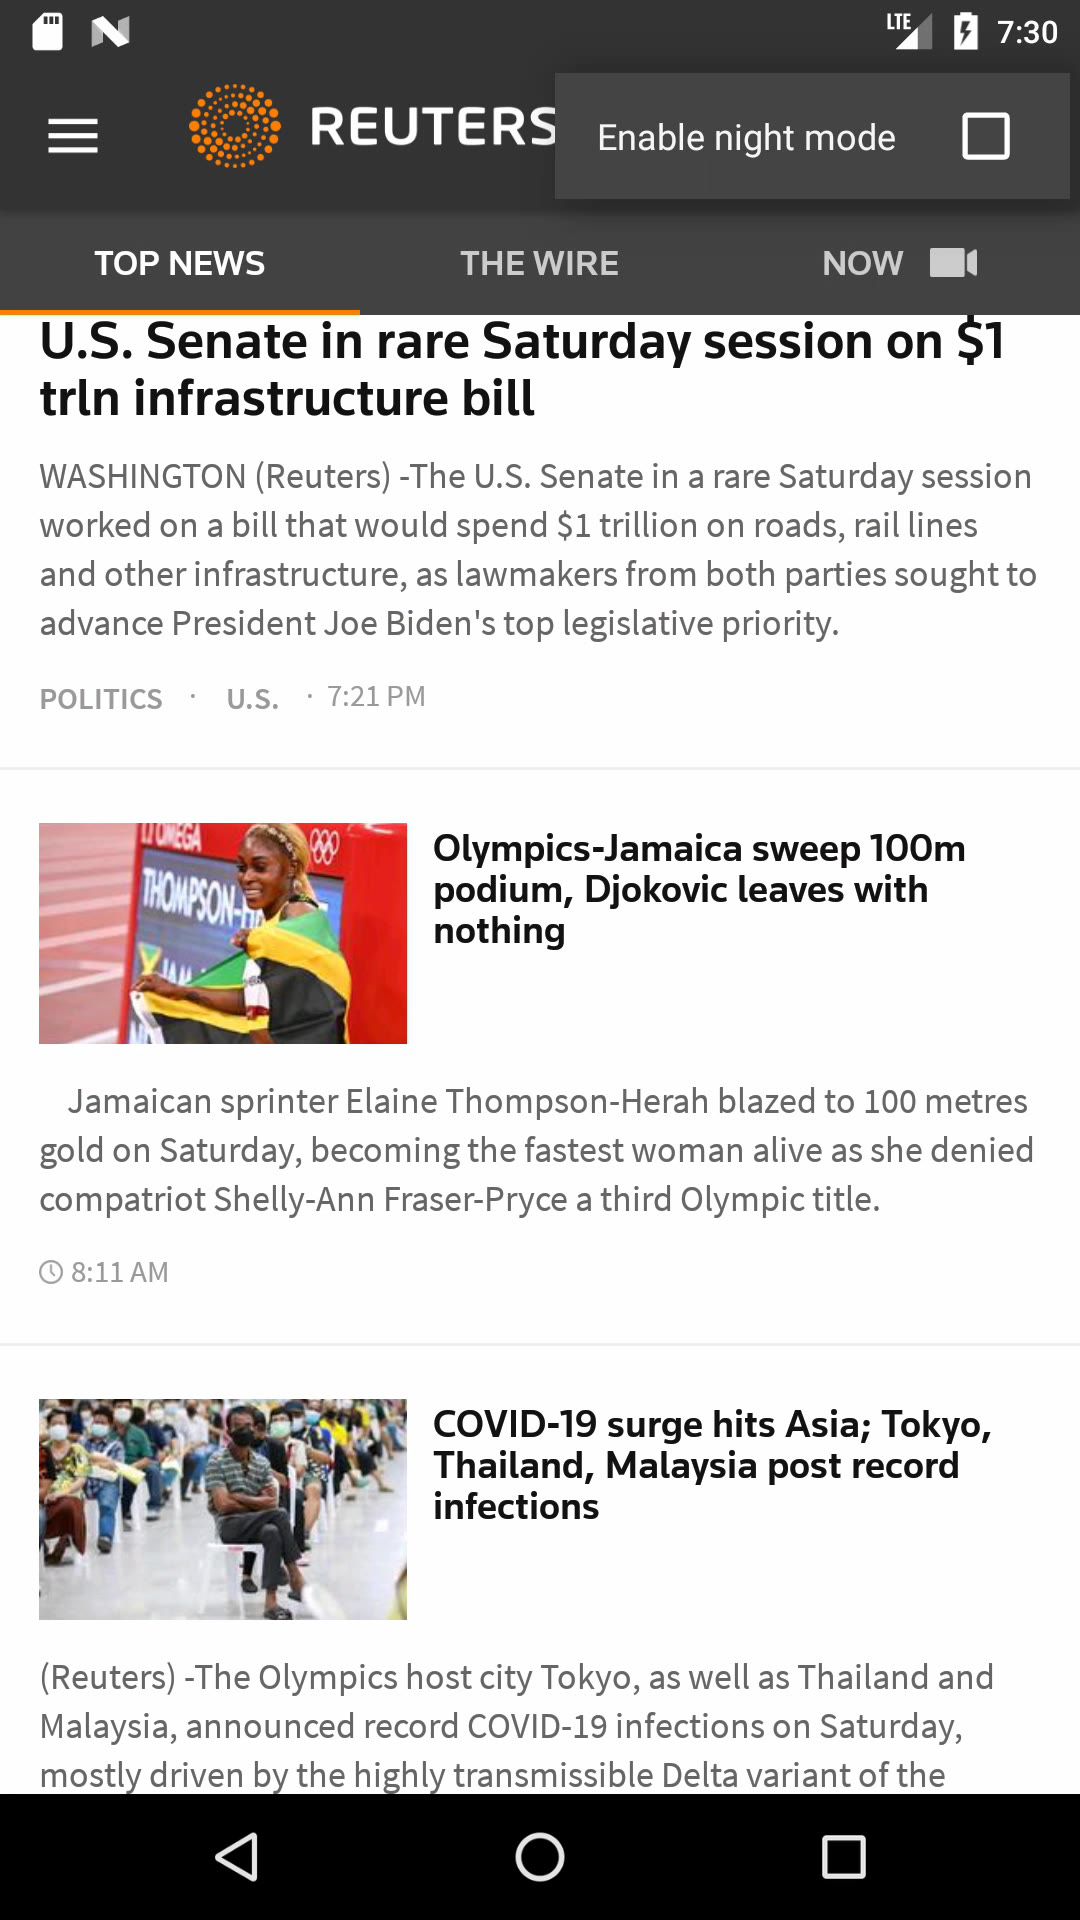 LTE 7:30
REUTERS
Enable night mode
TOP NEWS THE WIRE NOW
U.S. Senate in rare Saturday session on $1
trln infrastructure bill
WASHINGTON (Reuters) -The U.S. Senate in a rare Saturday session
worked on a bill that would spend $1 trillion on roads, rail lines
and other infrastructure, as lawmakers from both parties sought to
advance President Joe Biden's top legislative priority.
POLITICS · U.S. · 7:21 PM
OMEGA
THOMPSON-H
JAM
Olympics-Jamaica sweep 100m
podium, Djokovic leaves with
nothing
Jamaican sprinter Elaine Thompson-Herah blazed to 100 metres
gold on Saturday, becoming the fastest woman alive as she denied
compatriot Shelly-Ann Fraser-Pryce a third Olympic title.
8:11 AM
COVID-19 surge hits Asia; Tokyo,
Thailand, Malaysia post record
infections
(Reuters) -The Olympics host city Tokyo, as well as Thailand and
Malaysia, announced record COVID-19 infections on Saturday,
mostly driven by the highly transmissible Delta variant of the